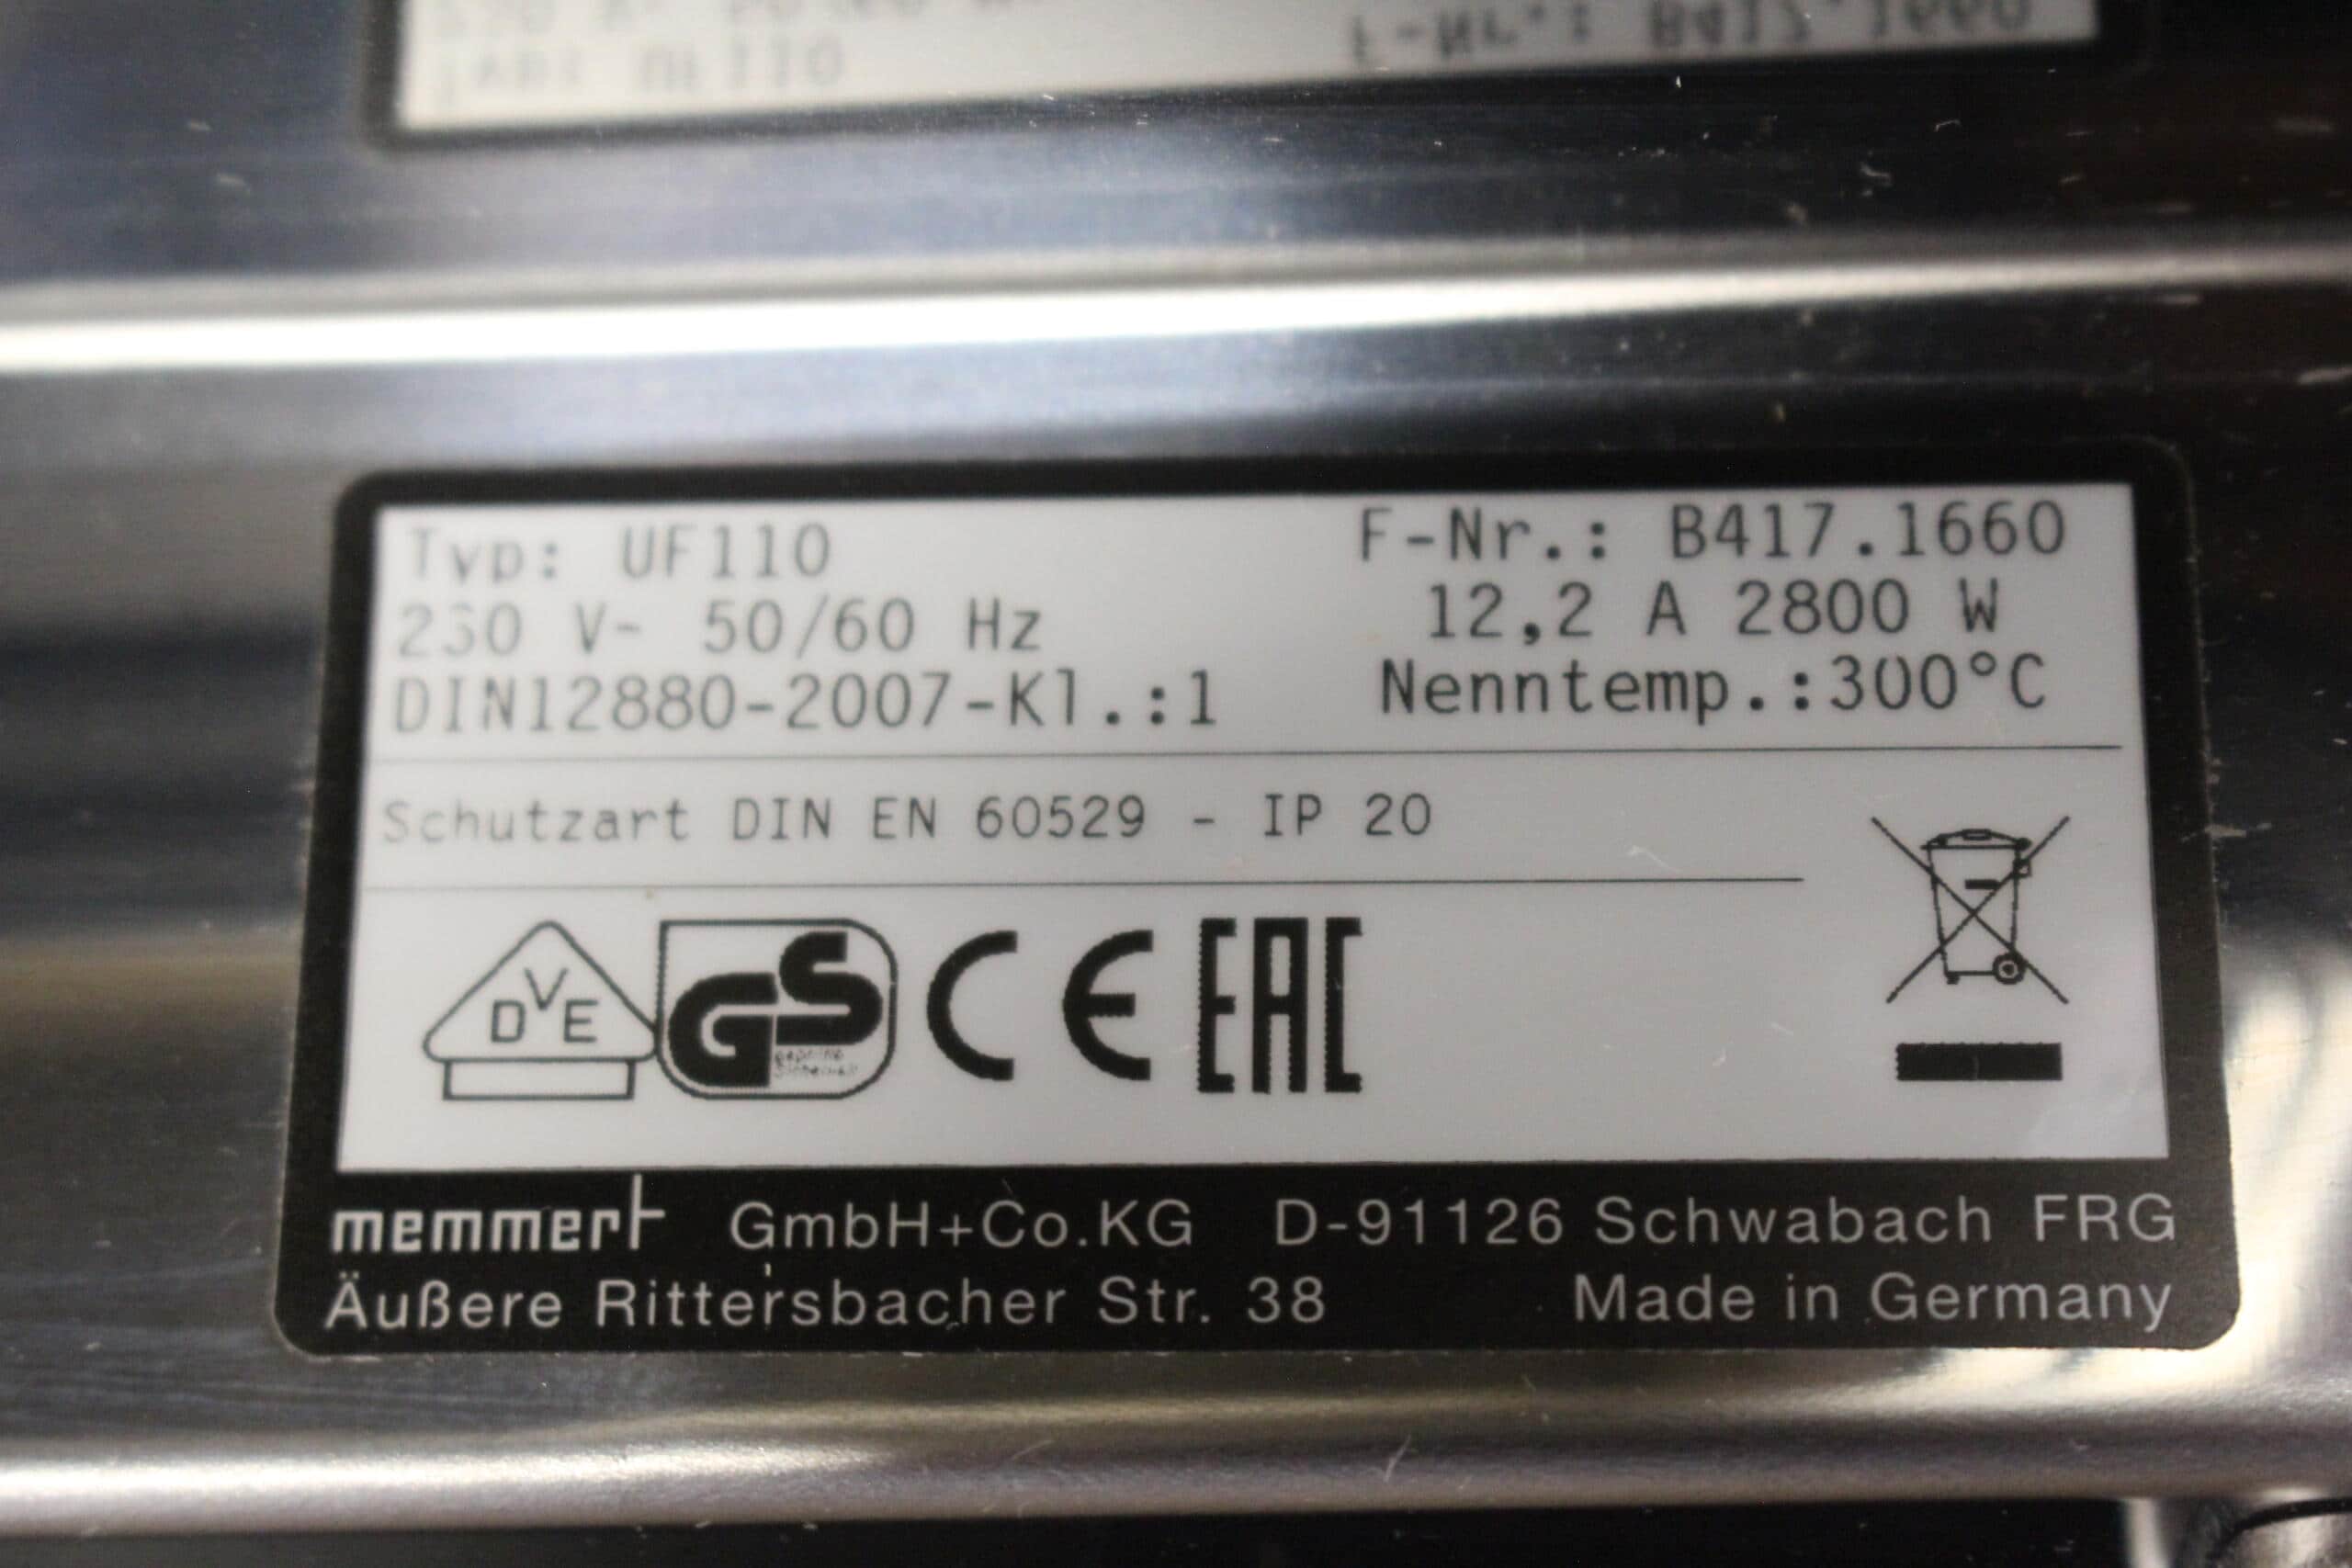 Typ: UF110 F-Nr.: B417.1660
230 V~ 50/60 Hz 12,2 A 2800 W
DIN12880-2007-Kl.:1 Nenntemp.:300°C
Schutzart DIN EN 60529 - IP 20
DVE GS CE EAC
memmert GmbH+Co.KG D-91126 Schwabach FRG
Äußere Rittersbacher Str. 38 Made in Germany